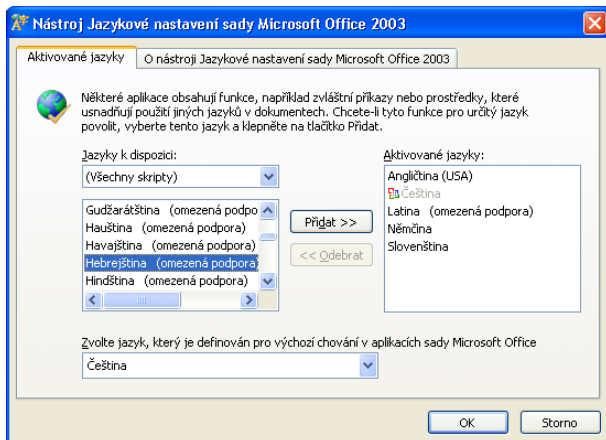 Nástroj Jazykové nastavení sady Microsoft Office 2003
Aktivované jazyky
O nástroji Jazykové nastavení sady Microsoft Office 2003
Některé aplikace obsahují funkce, například zvláštní příkazy nebo prostředky, které
usnadňují použití jiných jazyků v dokumentech. Chcete-li tyto funkce pro určitý jazyk
povolit, vyberte tento jazyk a klepněte na tlačítko Přidat.
Jazyky k dispozici:
(Všechny skripty)
Gudžarátština (omezená podpo
Hauština (omezená podpora)
Havajština (omezená podpora)
Hebrejština (omezená podpora)
Hindština (omezená podpora)
Přidat >>
<< Odebrat
Aktivované jazyky:
Angličtina (USA)
Čeština
Latina (omezená podpora)
Němčina
Slovenština
Zvolte jazyk, který je definován pro výchozí chování v aplikacích sady Microsoft Office
Čeština
OK
Storno